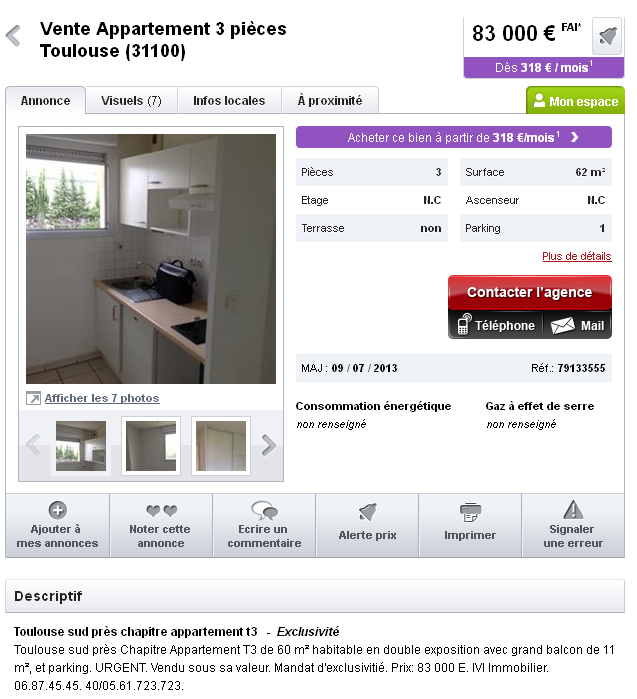 Vente Appartement 3 pièces
Toulouse (31100)
83 000 € FAI*
Dès 318 € / mois¹
Annonce
Visuels (7)
Infos locales
À proximité
Mon espace
Acheter ce bien à partir de 318 €/mois ¹
Pièces 3
Surface 62 m²
Etage N.C
Ascenseur N.C
Terrasse non
Parking 1
Plus de détails
Contacter l'agence
Téléphone
Mail
MAJ : 09 / 07 / 2013
Réf.: 79133555
Afficher les 7 photos
Consommation énergétique
Gaz à effet de serre
non renseigné
non renseigné
Ajouter à
mes annonces
Noter cette
annonce
Ecrire un
commentaire
Alerte prix
Imprimer
Signaler
une erreur
Descriptif
Toulouse sud près chapitre appartement t3 - Exclusivité
Toulouse sud près Chapitre Appartement T3 de 60 m² habitable en double exposition avec grand balcon de 11
m², et parking. URGENT. Vendu sous sa valeur. Mandat d'exclusivitié. Prix: 83 000 E. IVI Immobilier.
06.87.45.45. 40/05.61.723.723.